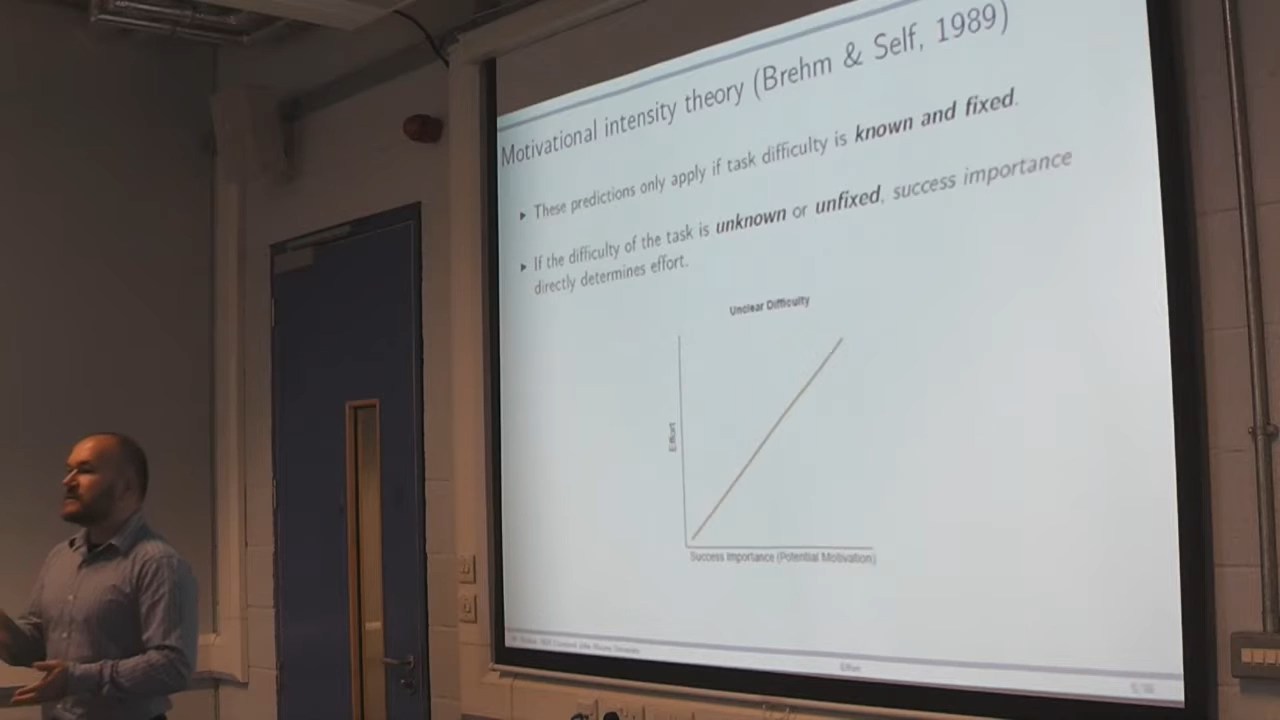 Motivational intensity theory (Brehm & Self, 1989)
These predictions only apply if task difficulty is known and fixed.
If the difficulty of the task is unknown or unfixed, success importance
directly determines effort.
Unclear Difficulty
Effort
Success Importance (Potential Motivation)
Effort